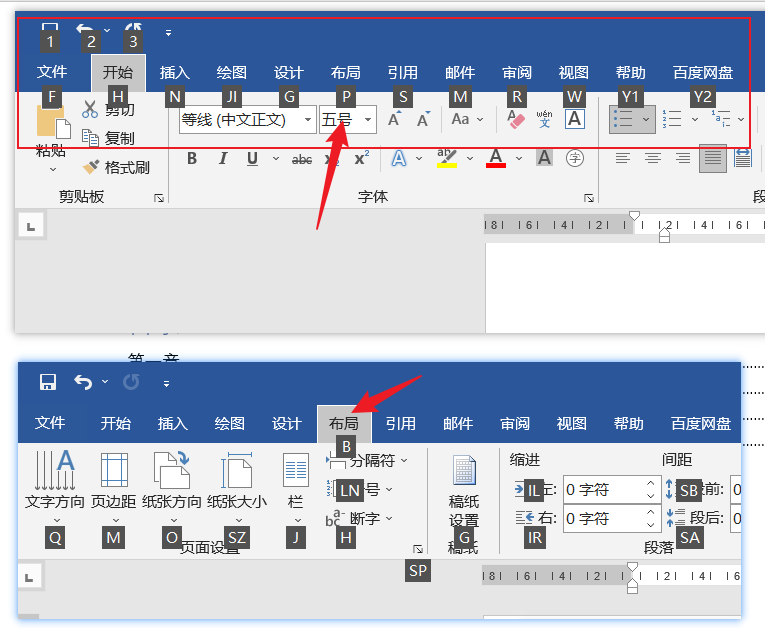 1 2 3
文件 开始 插入 绘图 设计 布局 引用 邮件 审阅 视图 帮助 百度网盘
F H N JI G P S M R W Y1 Y2
剪切
等线 (中文正文) 五号 A A Aa A wén 文 A
粘贴 复制
格式刷
B I U abc x x² A ab A A 字
剪贴板 字体 段
L
8 6 4 2 2 4 6
第一章
文件 开始 插入 绘图 设计 布局 引用 邮件 审阅 视图 帮助 百度网盘
B
文字方向 页边距 纸张方向 纸张大小 栏 分隔符 缩进 间距
LN 号 稿纸 IL 左: 0 字符 SB 段前: 0
断字 设置 右: 0 字符 段后: 0
Q M O SZ J H G IR SA
页面设置 稿纸 段落
SP
L
8 6 4 2 2 4 6